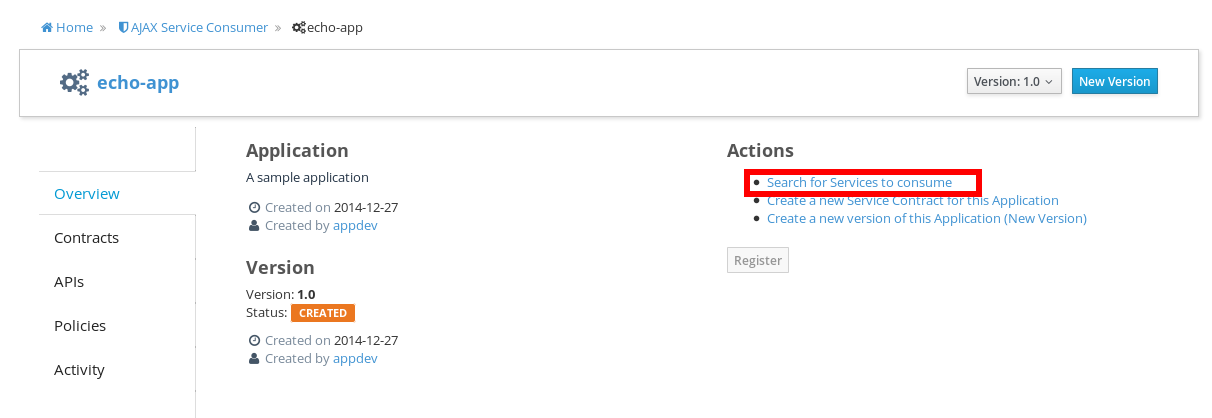 Home » AJAX Service Consumer » echo-app
echo-app
Version: 1.0
New Version
Overview
Contracts
APIs
Policies
Activity
Application
A sample application
Created on 2014-12-27
Created by appdev
Version
Version: 1.0
Status: CREATED
Created on 2014-12-27
Created by appdev
Actions
• Search for Services to consume
• Create a new Service Contract for this Application
• Create a new version of this Application (New Version)
Register